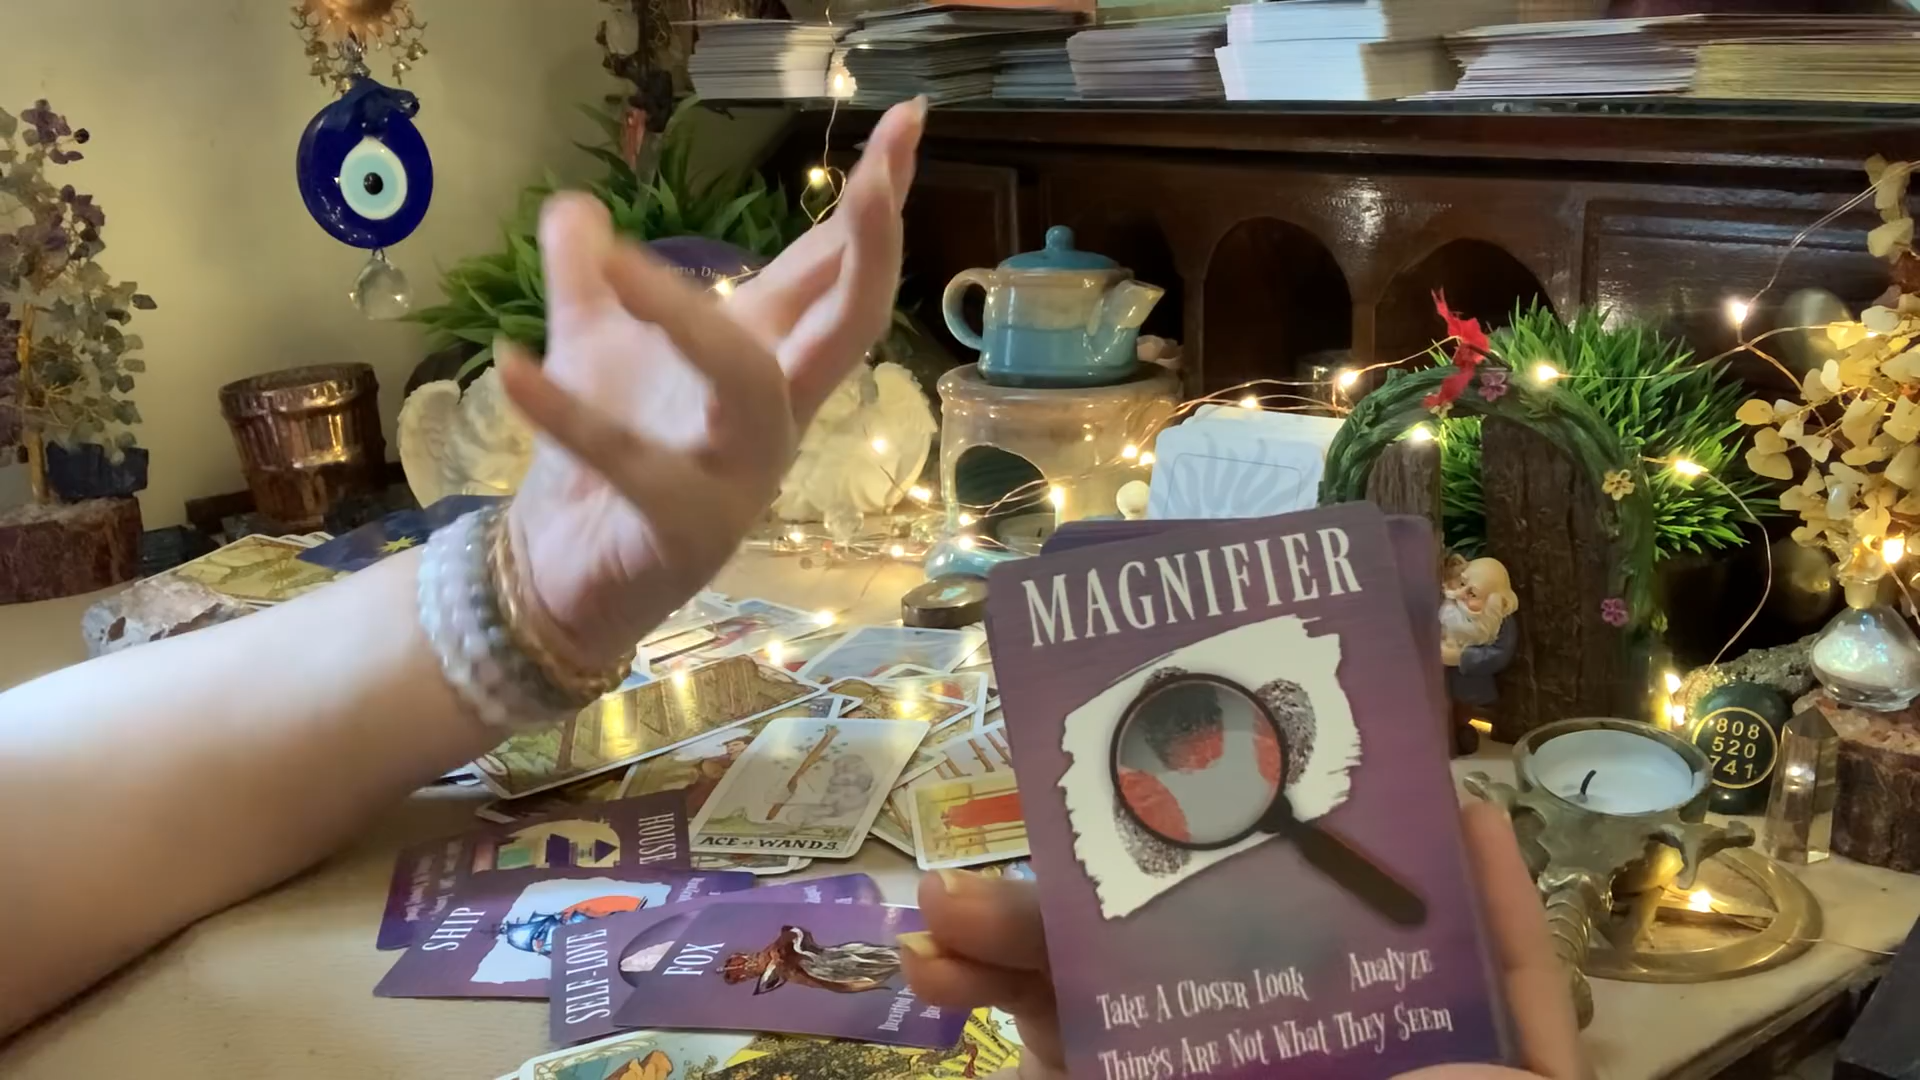 MAGNIFIER
TAKE A CLOSER LOOK
ANALYZE
THINGS ARE NOT WHAT THEY SEEM
808
520
741
ACE of WANDS.
HOUSE
SHIP
SELF-LOVE
FOX